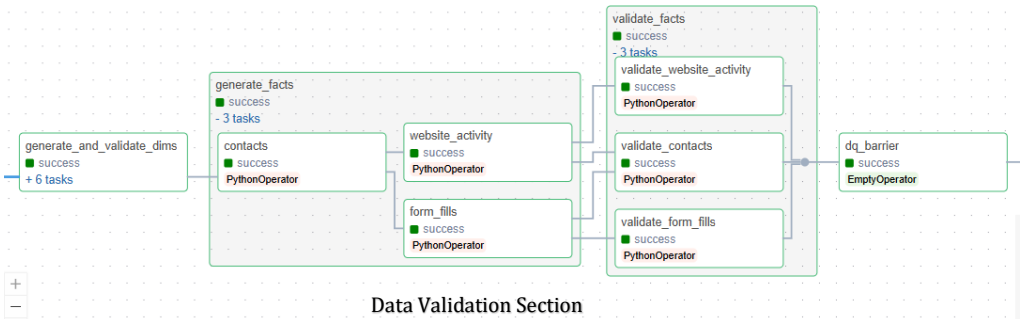 generate_and_validate_dims
success
+ 6 tasks
generate_facts
success
- 3 tasks
contacts
success
PythonOperator
website_activity
success
PythonOperator
form_fills
success
PythonOperator
validate_facts
success
- 3 tasks
validate_website_activity
success
PythonOperator
validate_contacts
success
PythonOperator
validate_form_fills
success
PythonOperator
dq_barrier
success
EmptyOperator
+
−
Data Validation Section